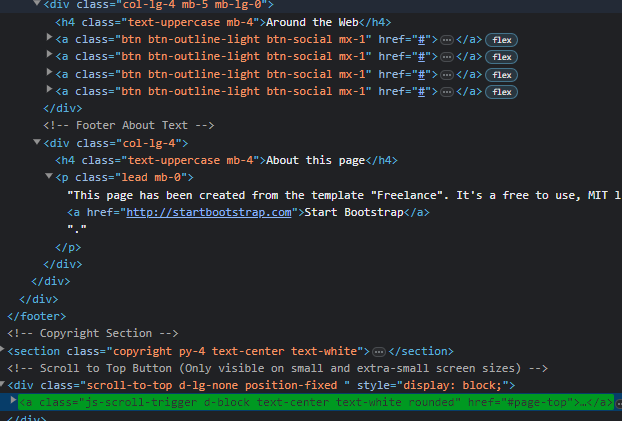 <div class="col-lg-4 mb-5 mb-lg-0">
<h4 class="text-uppercase mb-4">Around the Web</h4>
<a class="btn btn-outline-light btn-social mx-1" href="#">…</a> flex
<a class="btn btn-outline-light btn-social mx-1" href="#">…</a> flex
<a class="btn btn-outline-light btn-social mx-1" href="#">…</a> flex
<a class="btn btn-outline-light btn-social mx-1" href="#">…</a> flex
</div>
<!-- Footer About Text -->
<div class="col-lg-4">
<h4 class="text-uppercase mb-4">About this page</h4>
<p class="lead mb-0">
"This page has been created from the template "Freelance". It's a free to use, MIT l
<a href="http://startbootstrap.com">Start Bootstrap</a>
"."
</p>
</div>
</div>
</div>
</footer>
<!-- Copyright Section -->
<section class="copyright py-4 text-center text-white">…</section>
<!-- Scroll to Top Button (Only visible on small and extra-small screen sizes) -->
<div class="scroll-to-top d-lg-none position-fixed " style="display: block;">
<a class="js-scroll-trigger d-block text-center text-white rounded" href="#page-top">…</a>
</div>